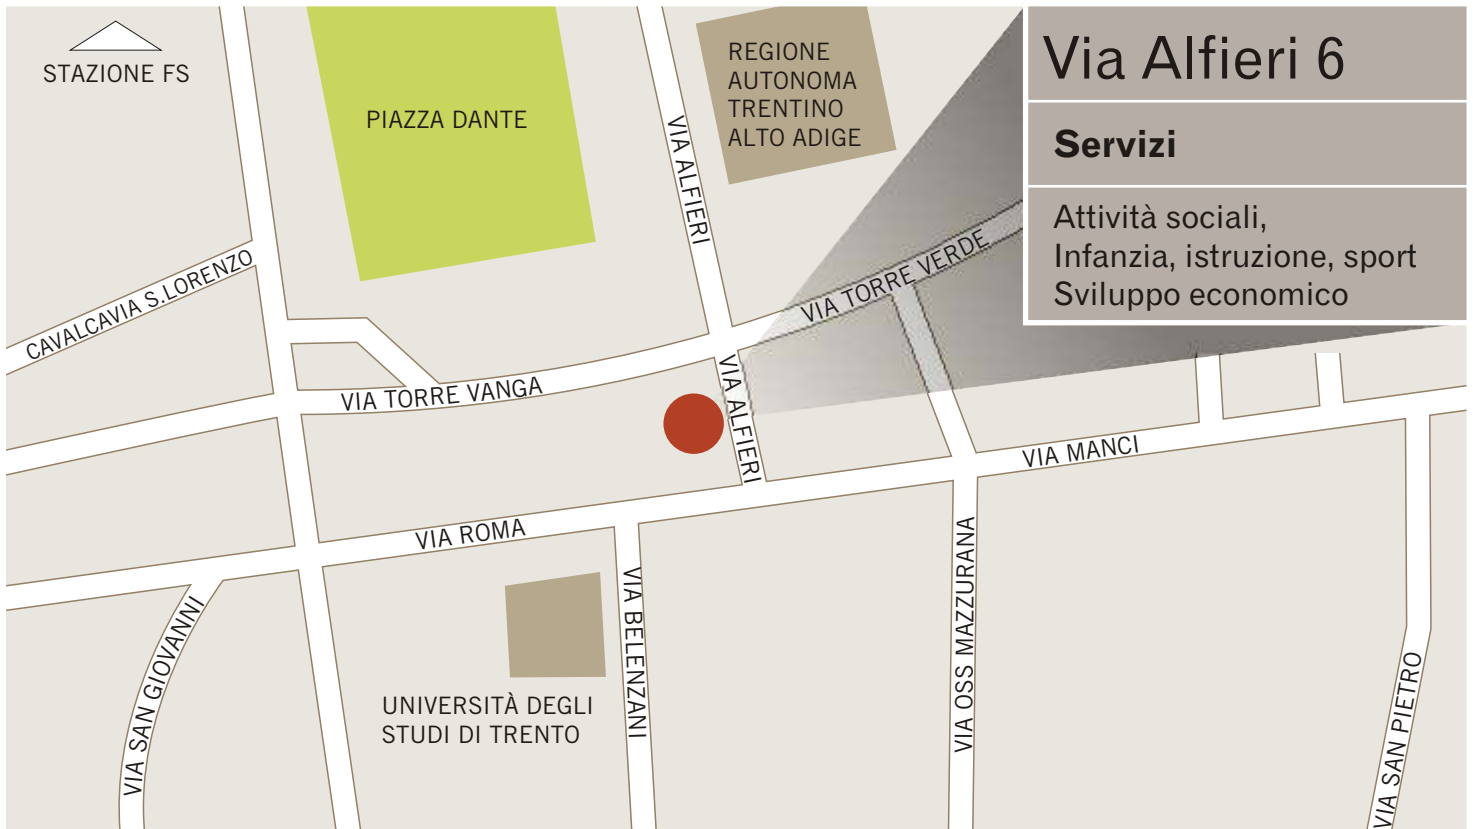 STAZIONE FS
PIAZZA DANTE
REGIONE
AUTONOMA
TRENTINO
ALTO ADIGE
Via Alfieri 6
Servizi
Attività sociali,
Infanzia, istruzione, sport
Sviluppo economico
VIA ALFIERI
CAVALCAVIA S.LORENZO
VIA TORRE VERDE
VIA TORRE VANGA
VIA ALFIERI
VIA MANCI
VIA ROMA
VIA SAN GIOVANNI
VIA BELENZANI
VIA OSS MAZZURANA
VIA SAN PIETRO
UNIVERSITÀ DEGLI
STUDI DI TRENTO